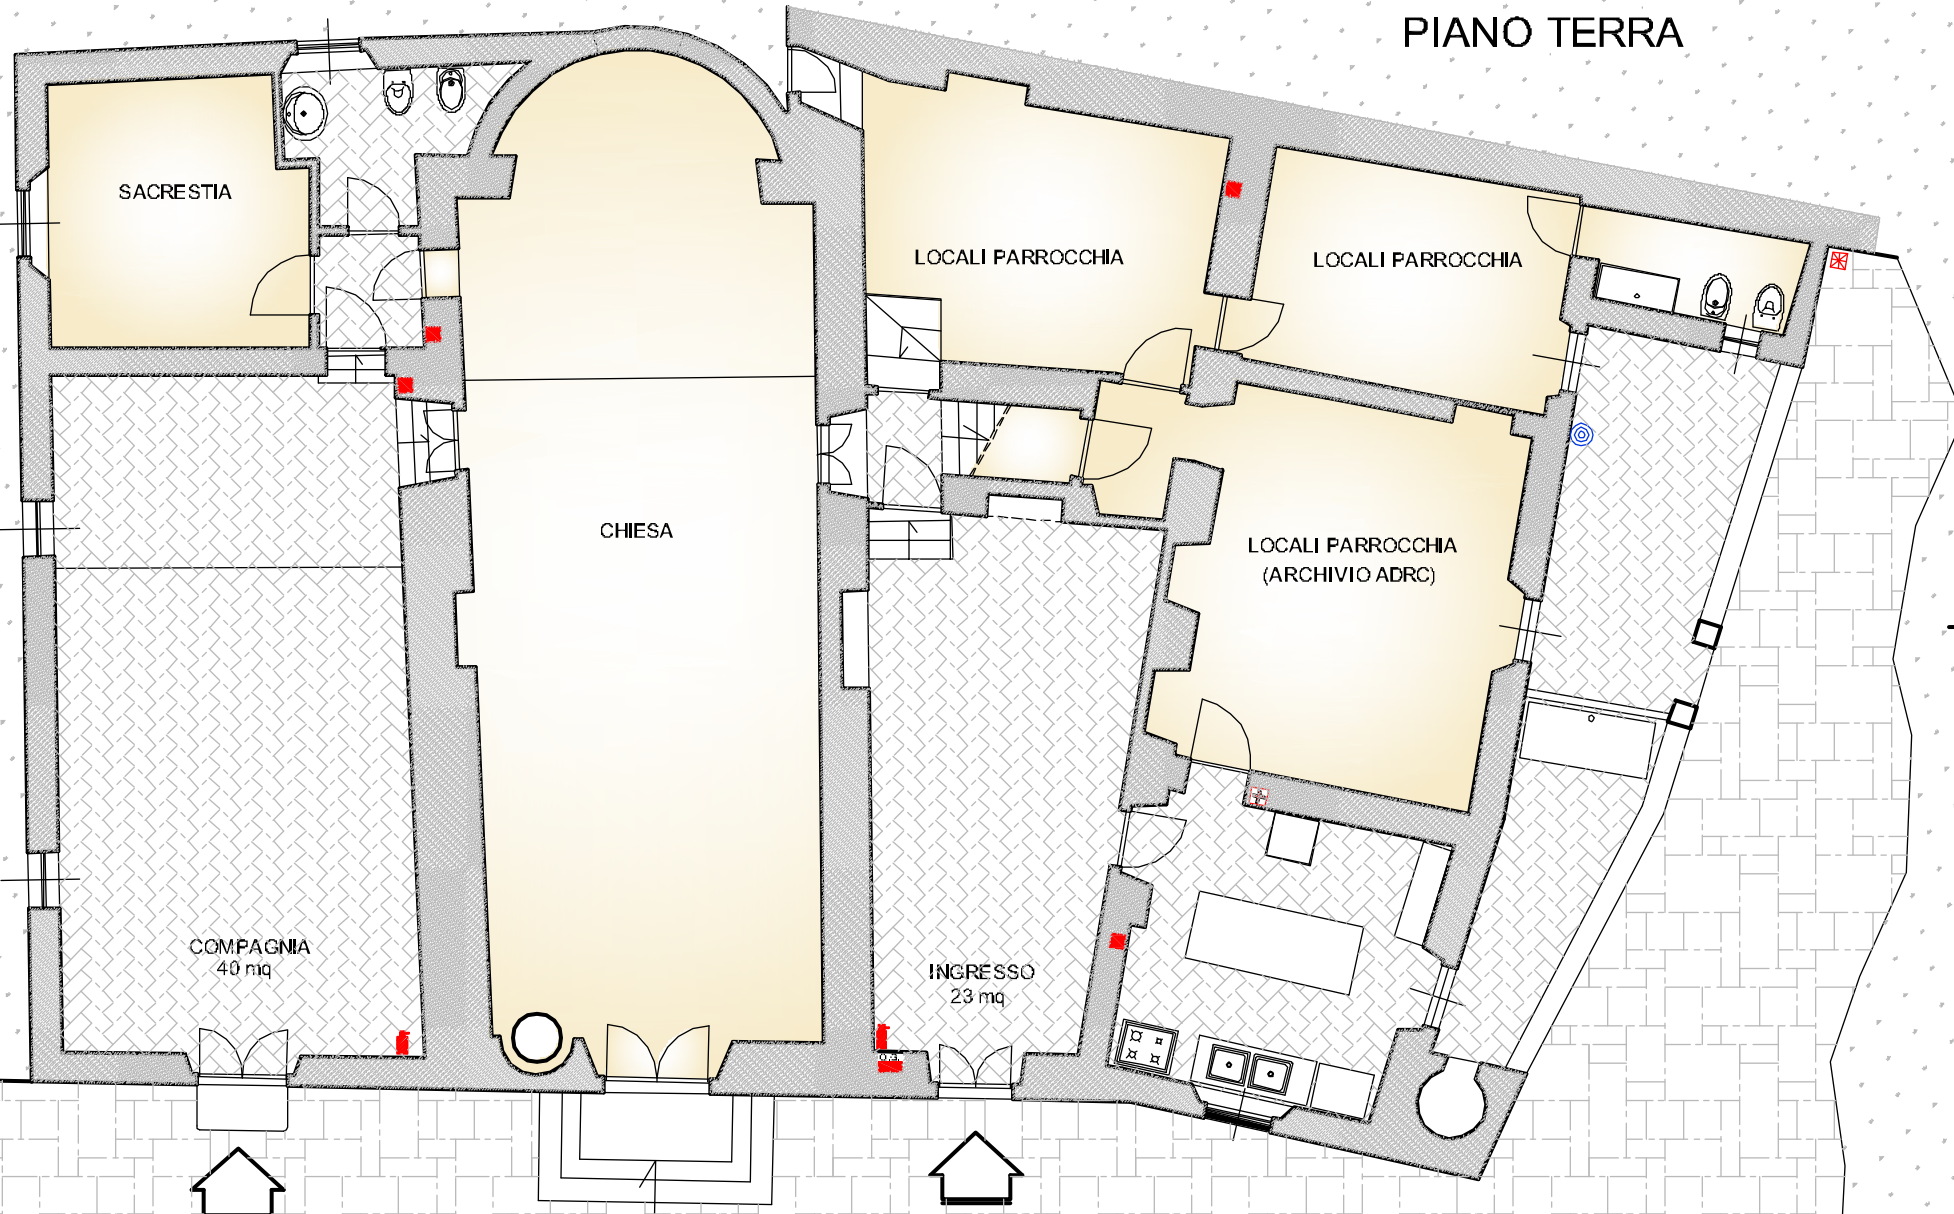 PIANO TERRA
SACRESTIA
LOCALI PARROCCHIA
LOCALI PARROCCHIA
CHIESA
LOCALI PARROCCHIA
(ARCHIVIO ADRC)
COMPAGNIA
40 mq
INGRESSO
23 mq